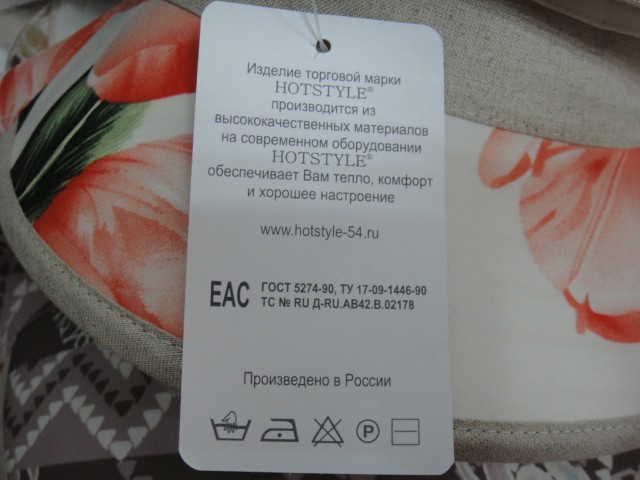 Изделие торговой марки
HOTSTYLE®
производится из
высококачественных материалов
на современном оборудовании
HOTSTYLE®
обеспечивает Вам тепло, комфорт
и хорошее настроение
www.hotstyle-54.ru
ЕАС ГОСТ 5274-90, ТУ 17-09-1446-90
ТС № RU Д-RU.АВ42.В.02178
Произведено в России
P